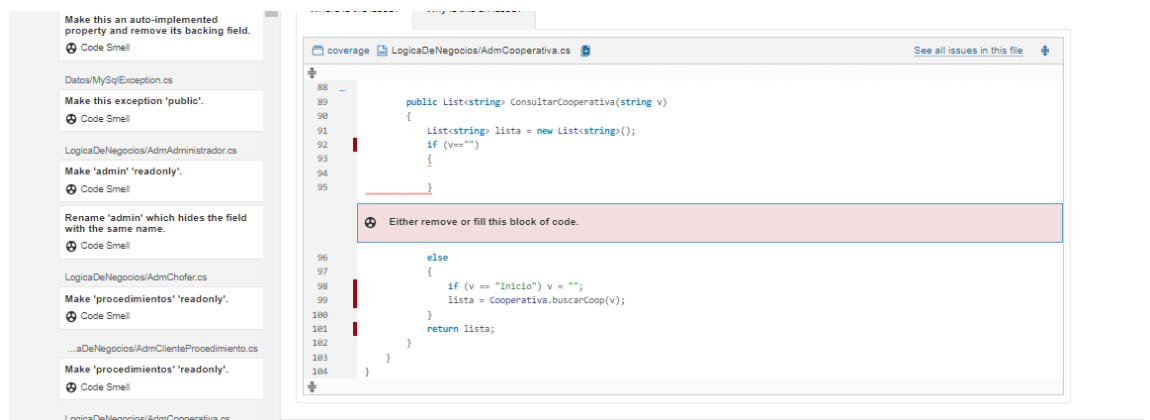 Make this an auto-implemented
property and remove its backing field.
Code Smell
Datos/MySqlException.cs
Make this exception 'public'.
Code Smell
LogicaDeNegocios/AdmAdministrador.cs
Make 'admin' 'readonly'.
Code Smell
Rename 'admin' which hides the field
with the same name.
Code Smell
LogicaDeNegocios/AdmChofer.cs
Make 'procedimientos' 'readonly'.
Code Smell
...aDeNegocios/AdmClienteProcedimiento.cs
Make 'procedimientos' 'readonly'.
Code Smell
LogicaDeNegocios/AdmCooperativa.cs
coverage LogicaDeNegocios/AdmCooperativa.cs See all issues in this file
88 ...
89 public List<string> ConsultarCooperativa(string v)
90 {
91 List<string> lista = new List<string>();
92 if (v=="")
93 {
94
95 }
Either remove or fill this block of code.
96 else
97 {
98 if (v == "Inicio") v = "";
99 lista = Cooperativa.buscarCoop(v);
100 }
101 return lista;
102 }
103 }
104 }